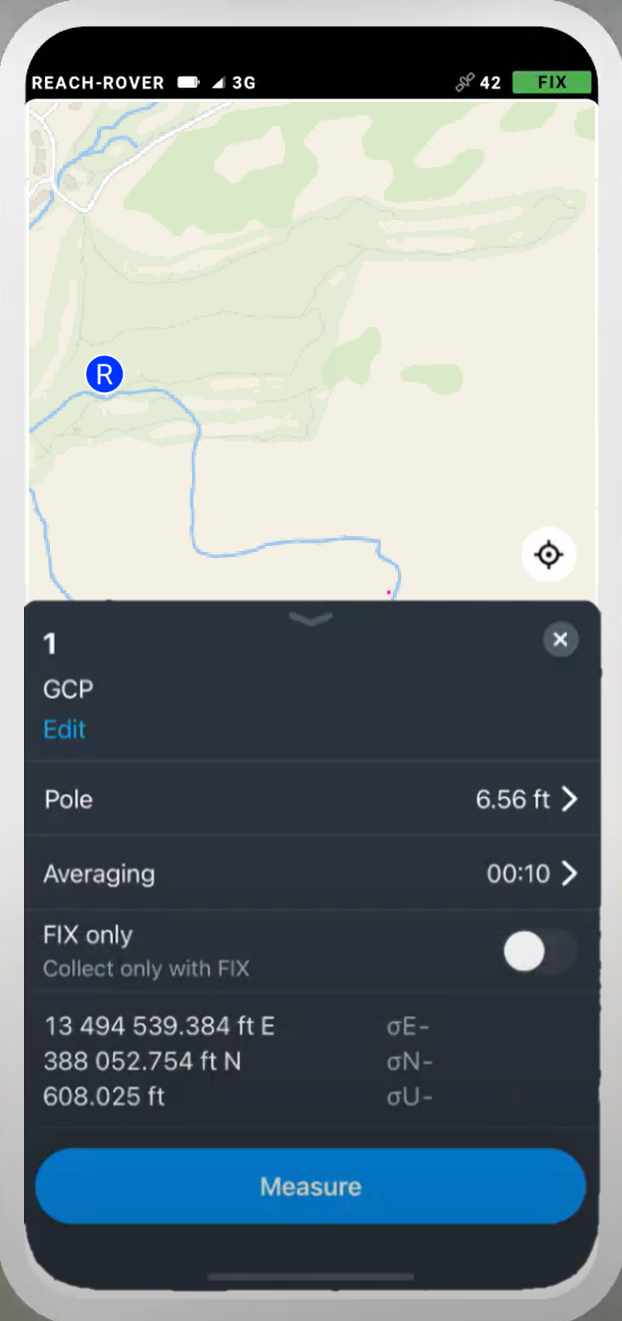 REACH-ROVER 3G 42 FIX
R
1
GCP
Edit
Pole 6.56 ft
Averaging 00:10
FIX only
Collect only with FIX
13 494 539.384 ft E σE-
388 052.754 ft N σN-
608.025 ft σU-
Measure